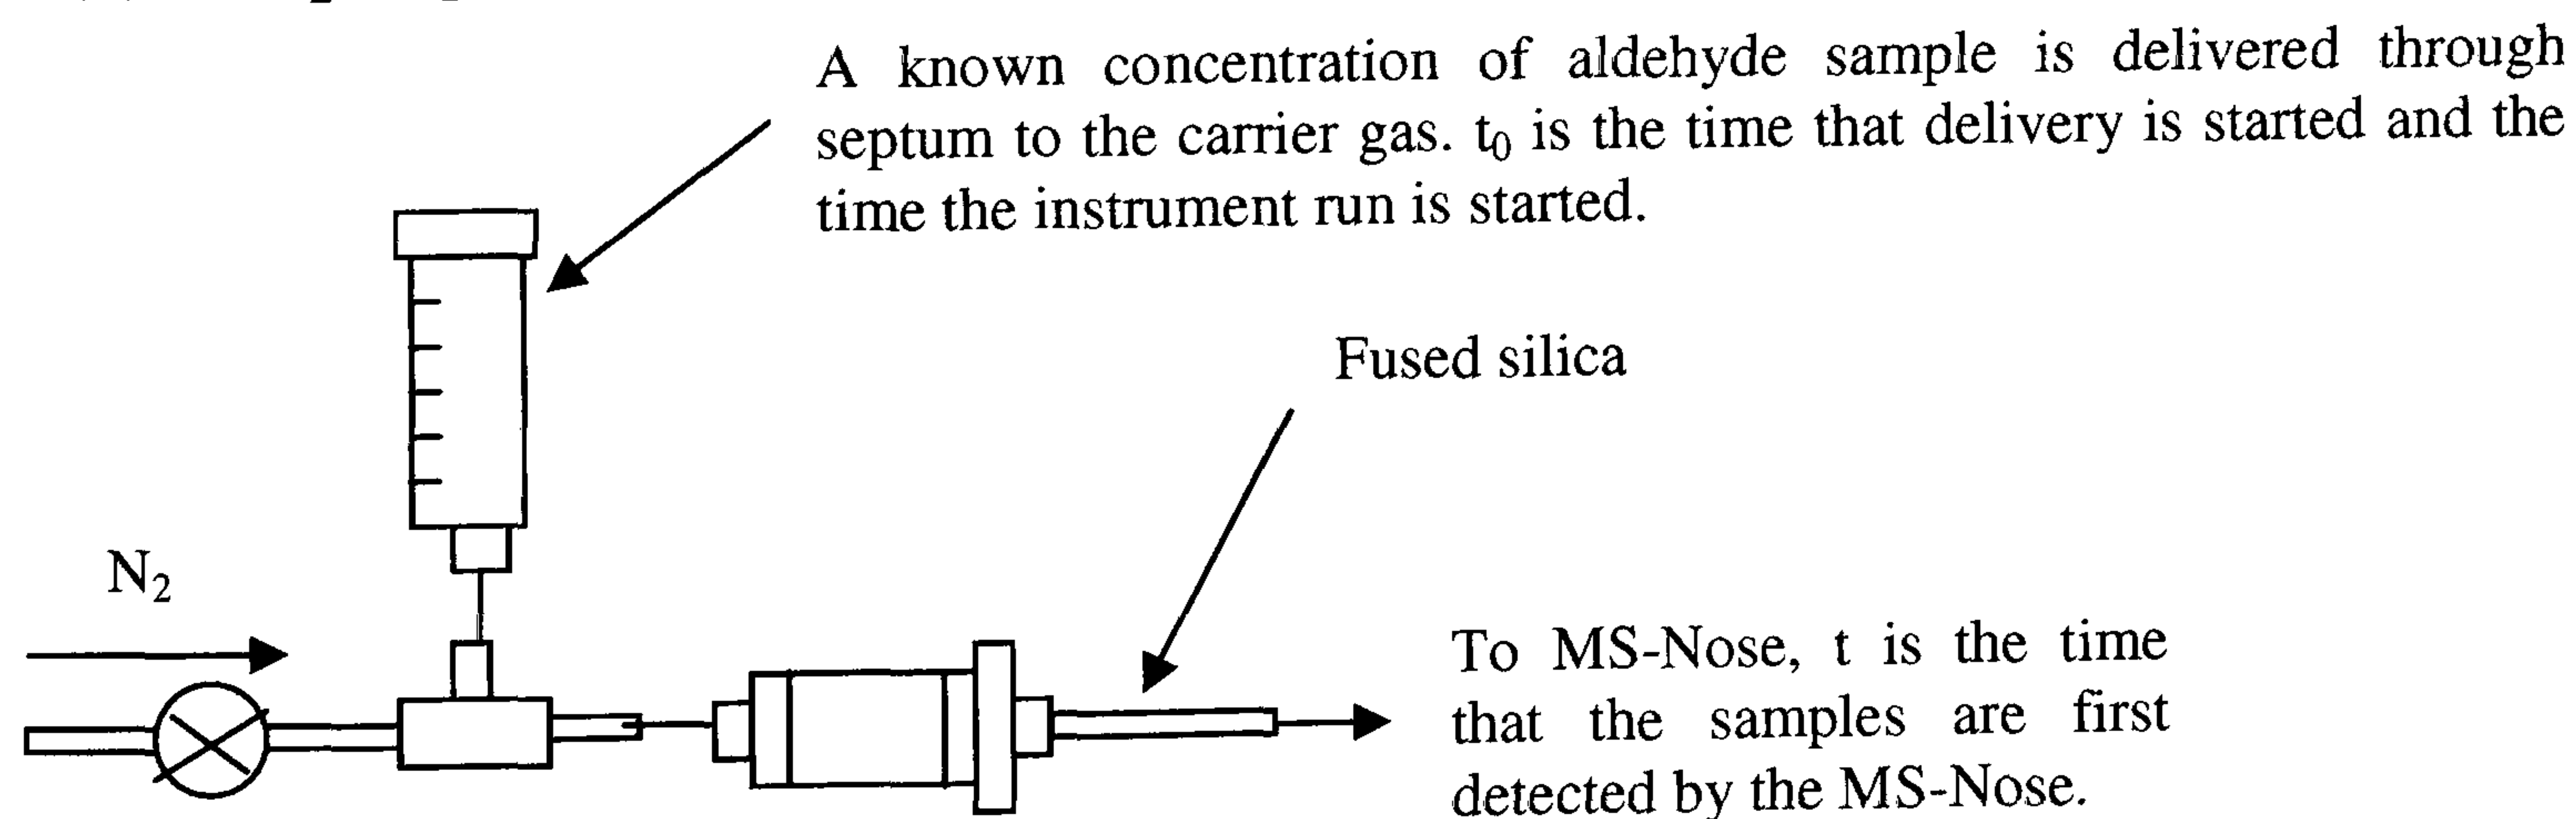 A known concentration of aldehyde sample is delivered through
septum to the carrier gas. t₀ is the time that delivery is started and the
time the instrument run is started.
Fused silica
N₂
To MS-Nose, t is the time
that the samples are first
detected by the MS-Nose.